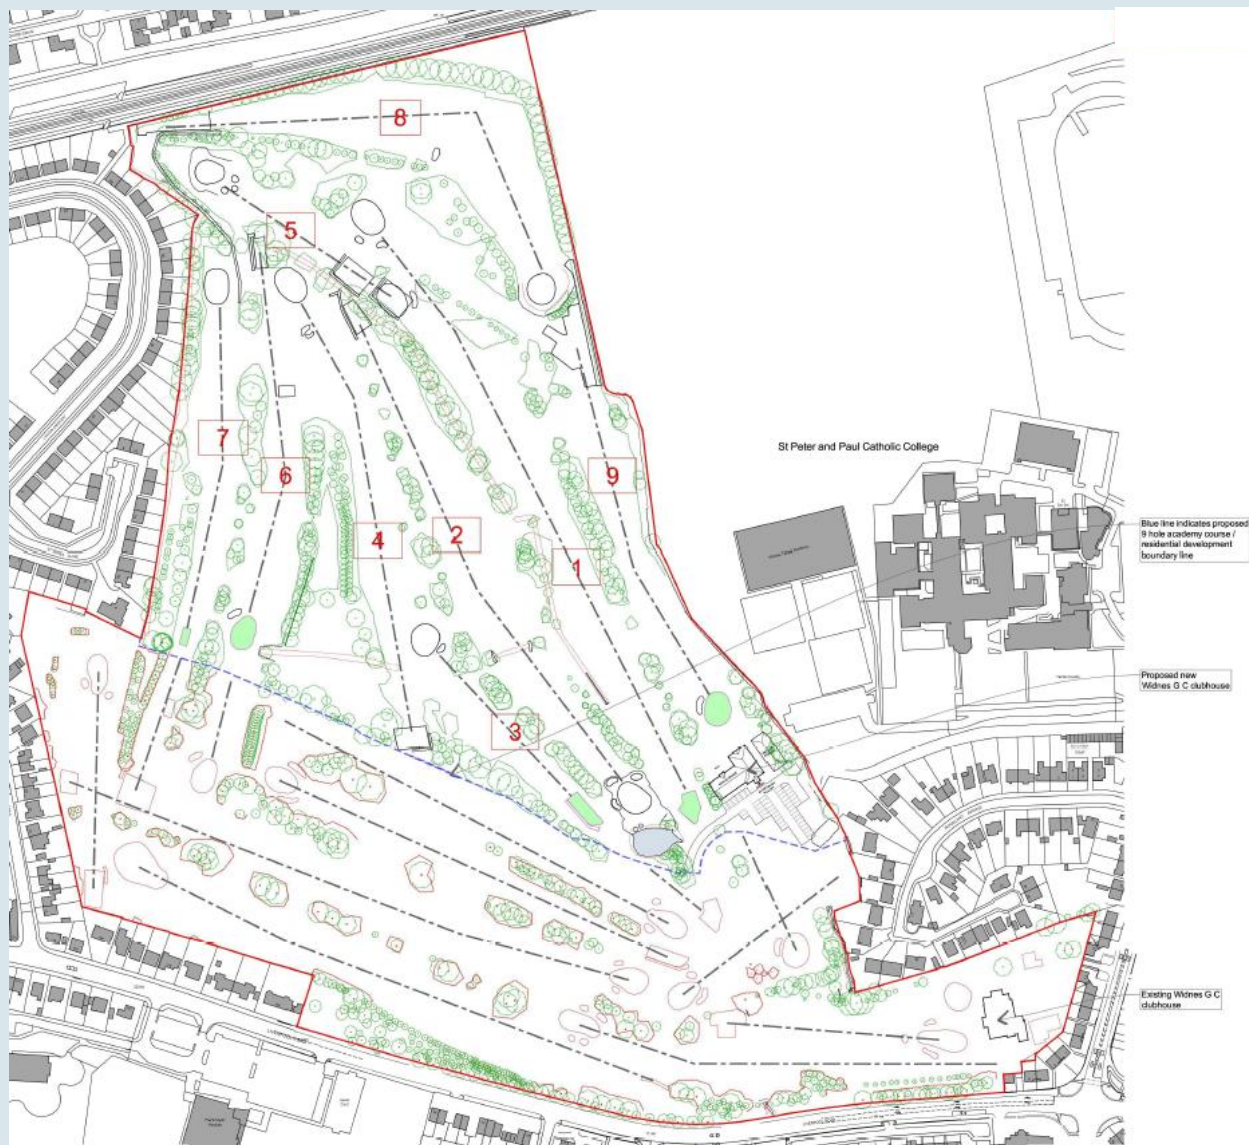 8
5
7
6
9
4
2
1
3
St Peter and Paul Catholic College
Blue line indicates proposed
9 hole academy course /
residential development
boundary line
Proposed new
Widnes G C clubhouse
Existing Widnes G C
clubhouse